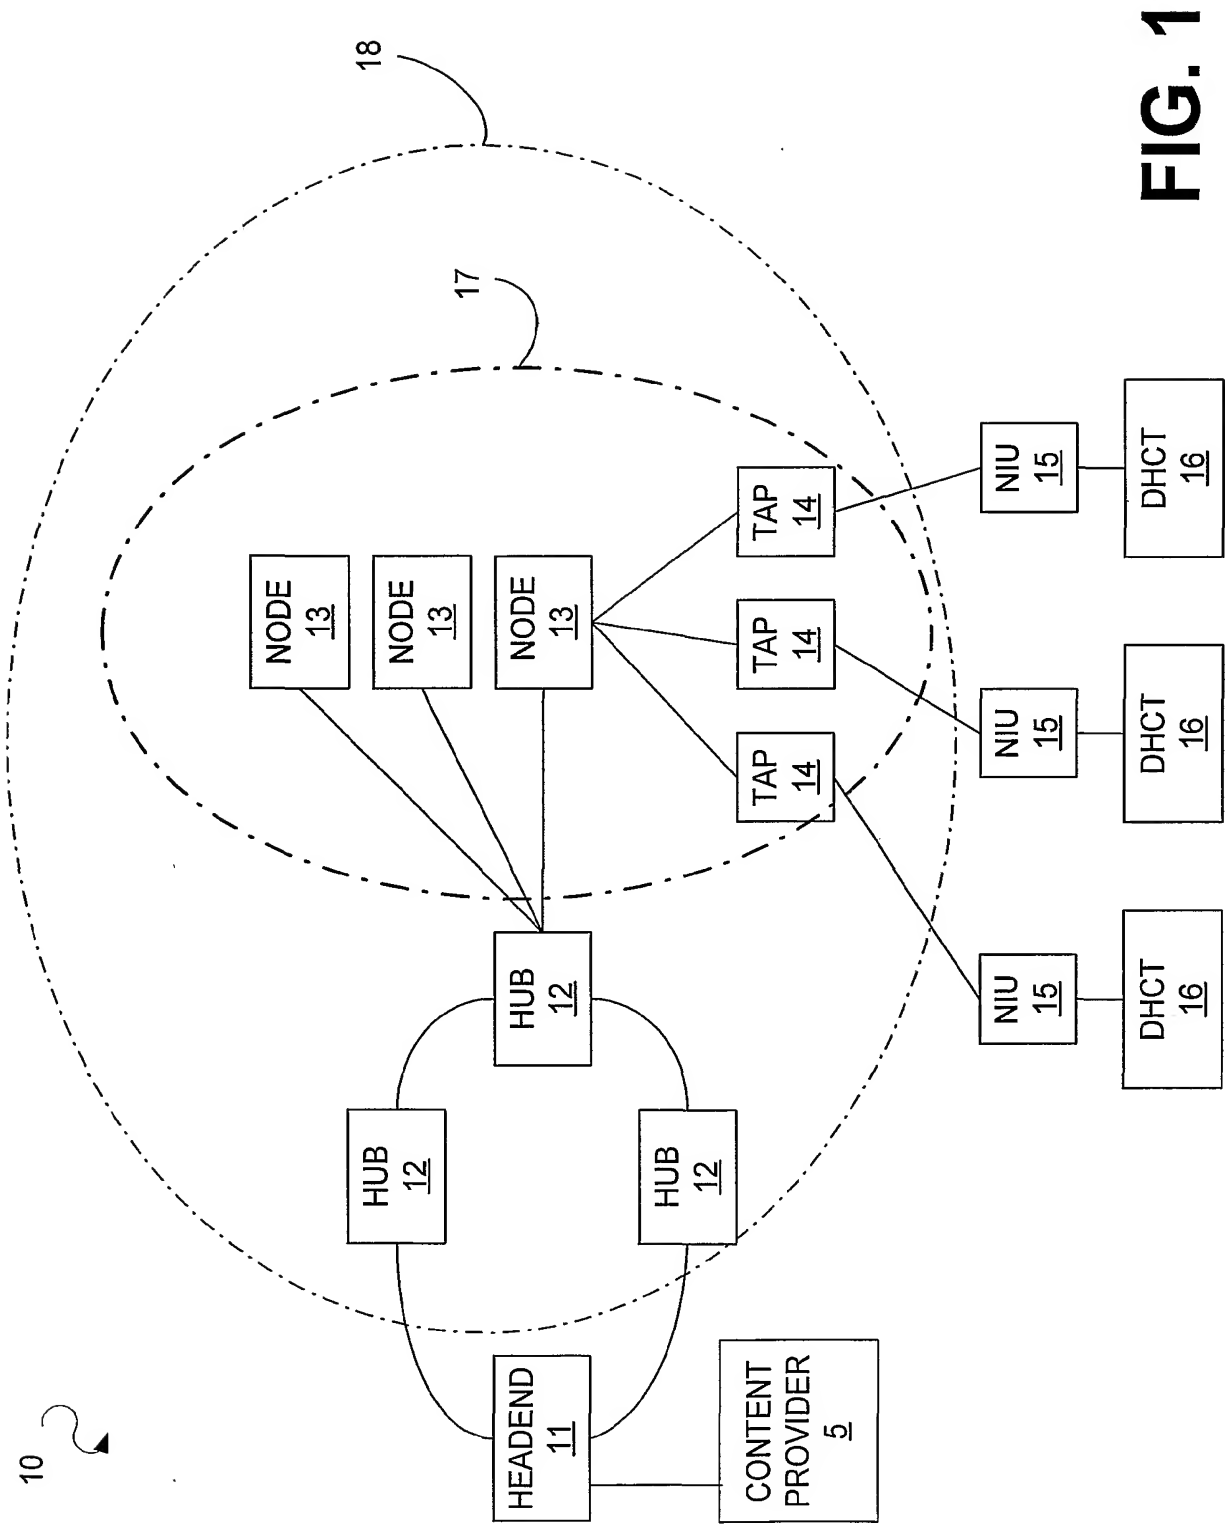 10
18
17
NODE
13
NODE
13
NODE
13
HUB
12
HUB
12
HUB
12
HEADEND
11
CONTENT
PROVIDER
5
TAP
14
TAP
14
TAP
14
NIU
15
NIU
15
NIU
15
DHCT
16
DHCT
16
DHCT
16
FIG. 1